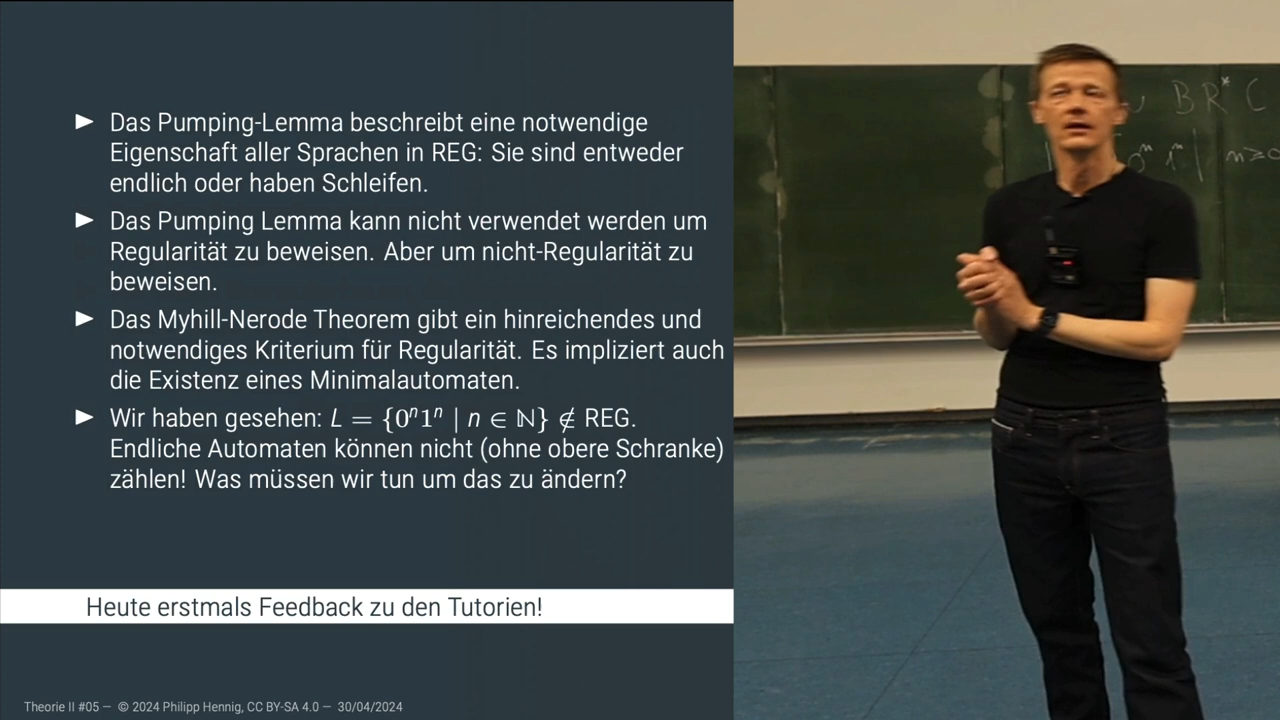 ► Das Pumping-Lemma beschreibt eine notwendige
Eigenschaft aller Sprachen in REG: Sie sind entweder
endlich oder haben Schleifen.
► Das Pumping Lemma kann nicht verwendet werden um
Regularität zu beweisen. Aber um nicht-Regularität zu
beweisen.
► Das Myhill-Nerode Theorem gibt ein hinreichendes und
notwendiges Kriterium für Regularität. Es impliziert auch
die Existenz eines Minimalautomaten.
► Wir haben gesehen: L = {0ⁿ1ⁿ | n ∈ ℕ} ∉ REG.
Endliche Automaten können nicht (ohne obere Schranke)
zählen! Was müssen wir tun um das zu ändern?
Heute erstmals Feedback zu den Tutorien!
Theorie II #05 — © 2024 Philipp Hennig, CC BY-SA 4.0 — 30/04/2024
BR* C
0ⁿ 1ⁿ | n≥0